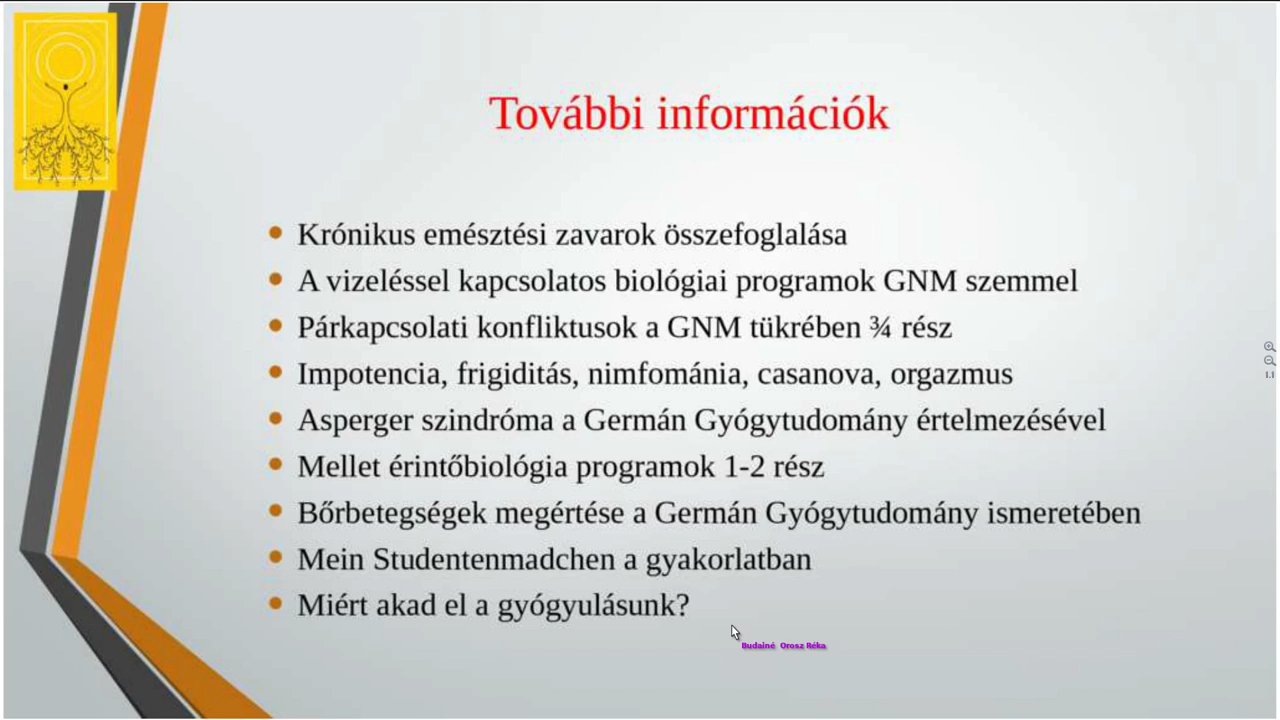 További információk
Krónikus emésztési zavarok összefoglalása
A vizeléssel kapcsolatos biológiai programok GNM szemmel
Párkapcsolati konfliktusok a GNM tükrében ¾ rész
Impotencia, frigiditás, nimfománia, casanova, orgazmus
Asperger szindróma a Germán Gyógytudomány értelmezésével
Mellet érintőbiológia programok 1-2 rész
Bőrbetegségek megértése a Germán Gyógytudomány ismeretében
Mein Studentenmadchen a gyakorlatban
Miért akad el a gyógyulásunk?
Budainé Orosz Réka
1:1